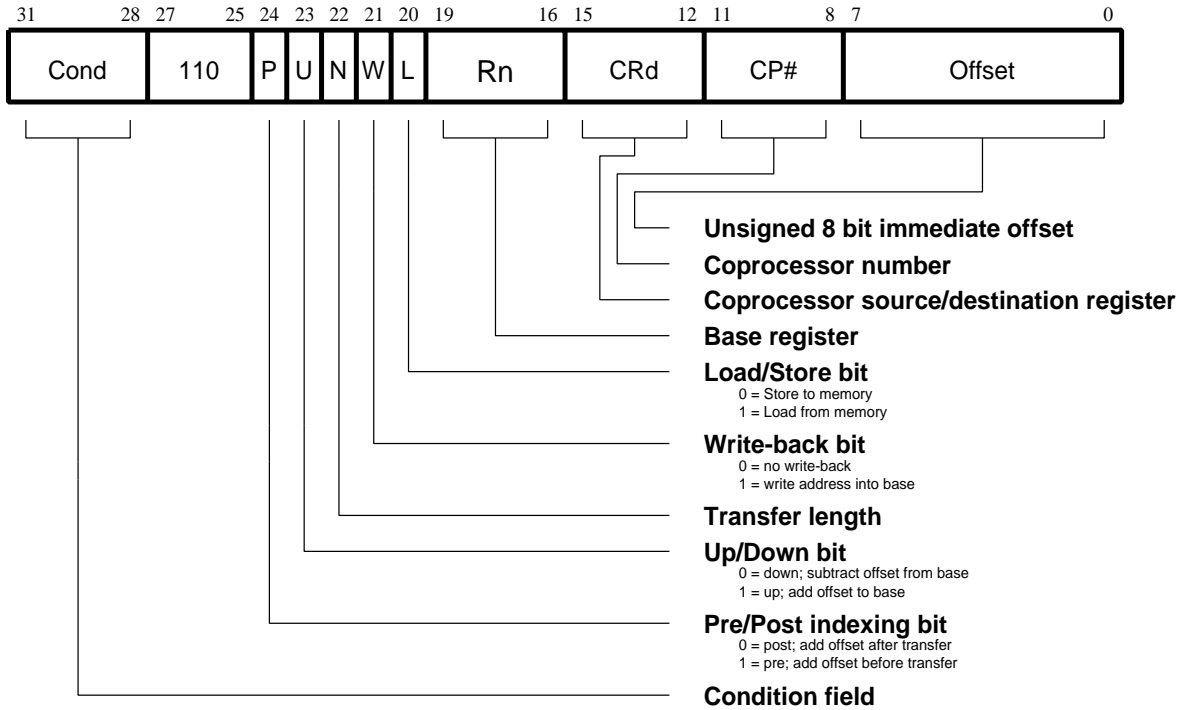 31 28 27 25 24 23 22 21 20 19 16 15 12 11 8 7 0
Cond 110 P U N W L Rn CRd CP# Offset
Unsigned 8 bit immediate offset
Coprocessor number
Coprocessor source/destination register
Base register
Load/Store bit
0 = Store to memory
1 = Load from memory
Write-back bit
0 = no write-back
1 = write address into base
Transfer length
Up/Down bit
0 = down; subtract offset from base
1 = up; add offset to base
Pre/Post indexing bit
0 = post; add offset after transfer
1 = pre; add offset before transfer
Condition field